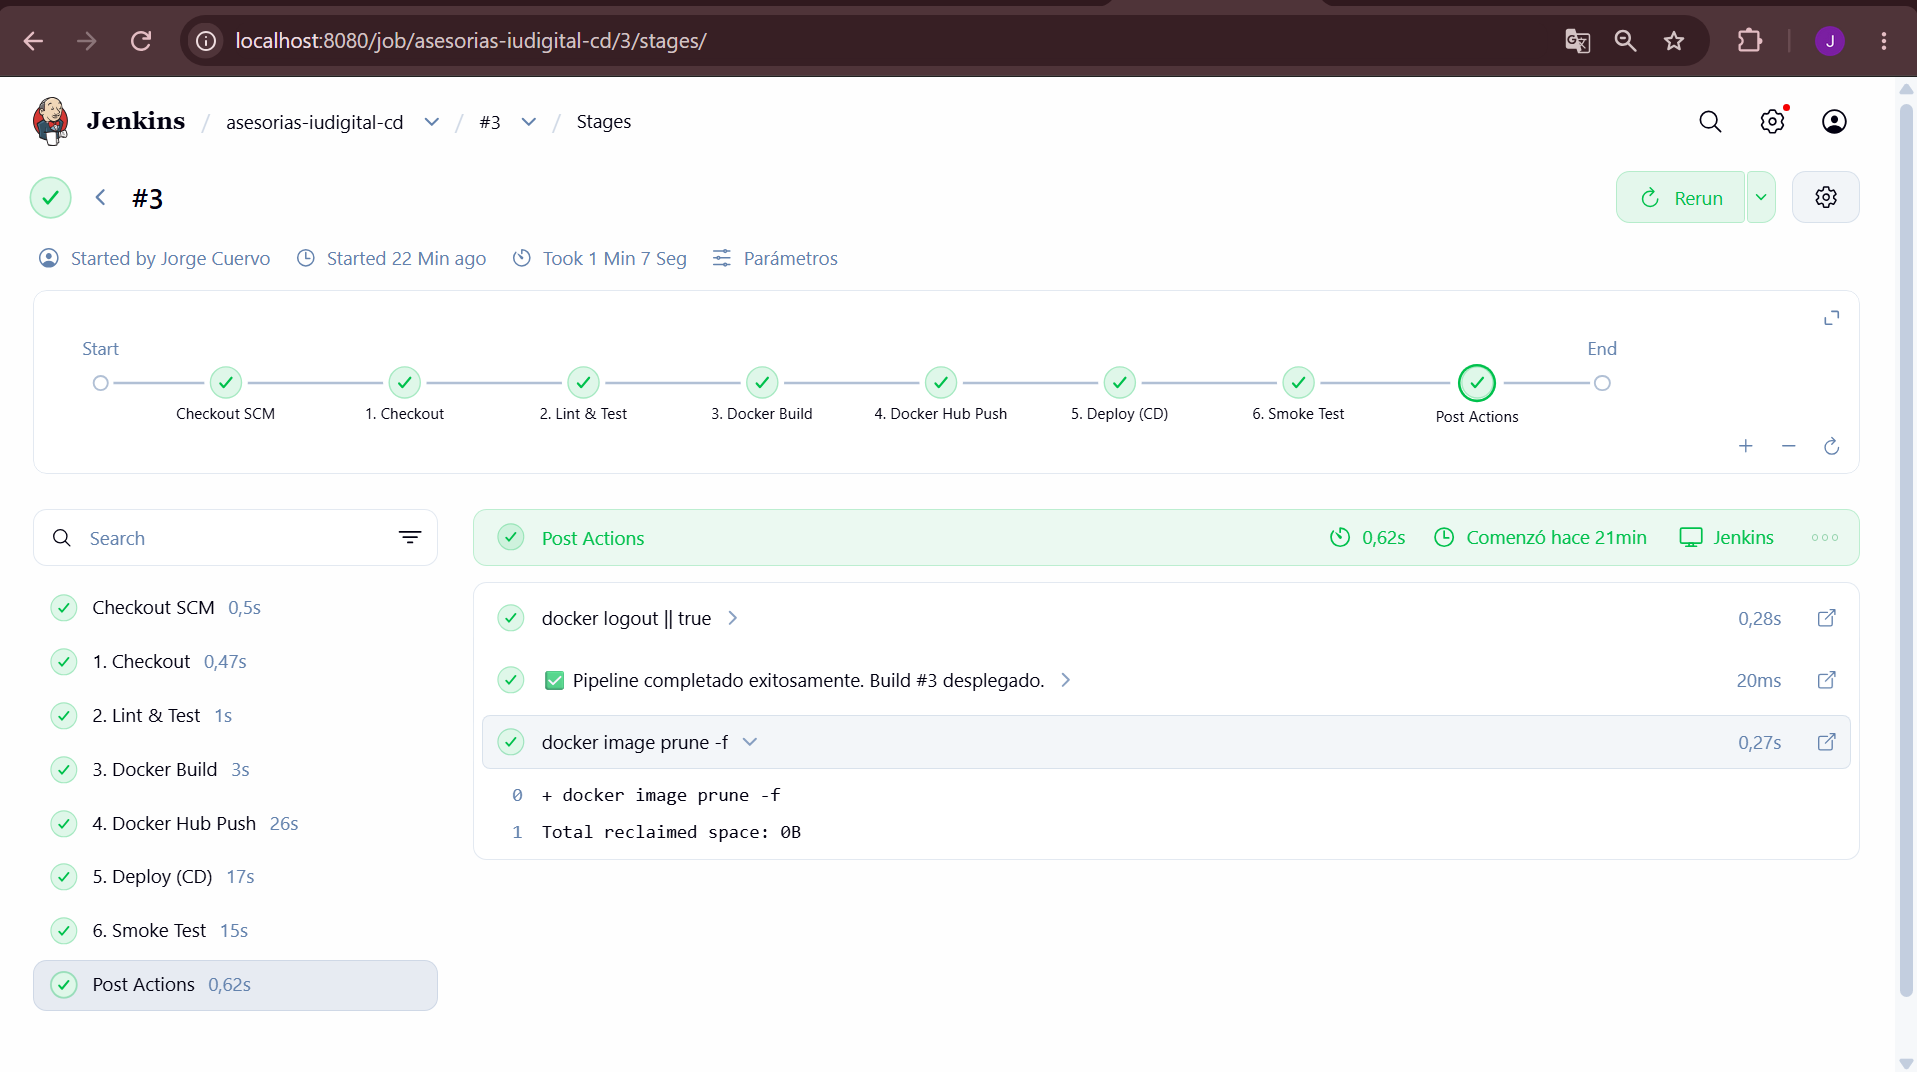 localhost:8080/job/asesorias-iudigital-cd/3/stages/
J
Jenkins / asesorias-iudigital-cd / #3 / Stages
#3
Rerun
Started by Jorge Cuervo Started 22 Min ago Took 1 Min 7 Seg Parámetros
Start End
Checkout SCM 1. Checkout 2. Lint & Test 3. Docker Build 4. Docker Hub Push 5. Deploy (CD) 6. Smoke Test Post Actions
Search
Checkout SCM 0,5s
1. Checkout 0,47s
2. Lint & Test 1s
3. Docker Build 3s
4. Docker Hub Push 26s
5. Deploy (CD) 17s
6. Smoke Test 15s
Post Actions 0,62s
Post Actions 0,62s Comenzó hace 21min Jenkins
docker logout || true 0,28s
✅ Pipeline completado exitosamente. Build #3 desplegado. 20ms
docker image prune -f 0,27s
0 + docker image prune -f
1 Total reclaimed space: 0B